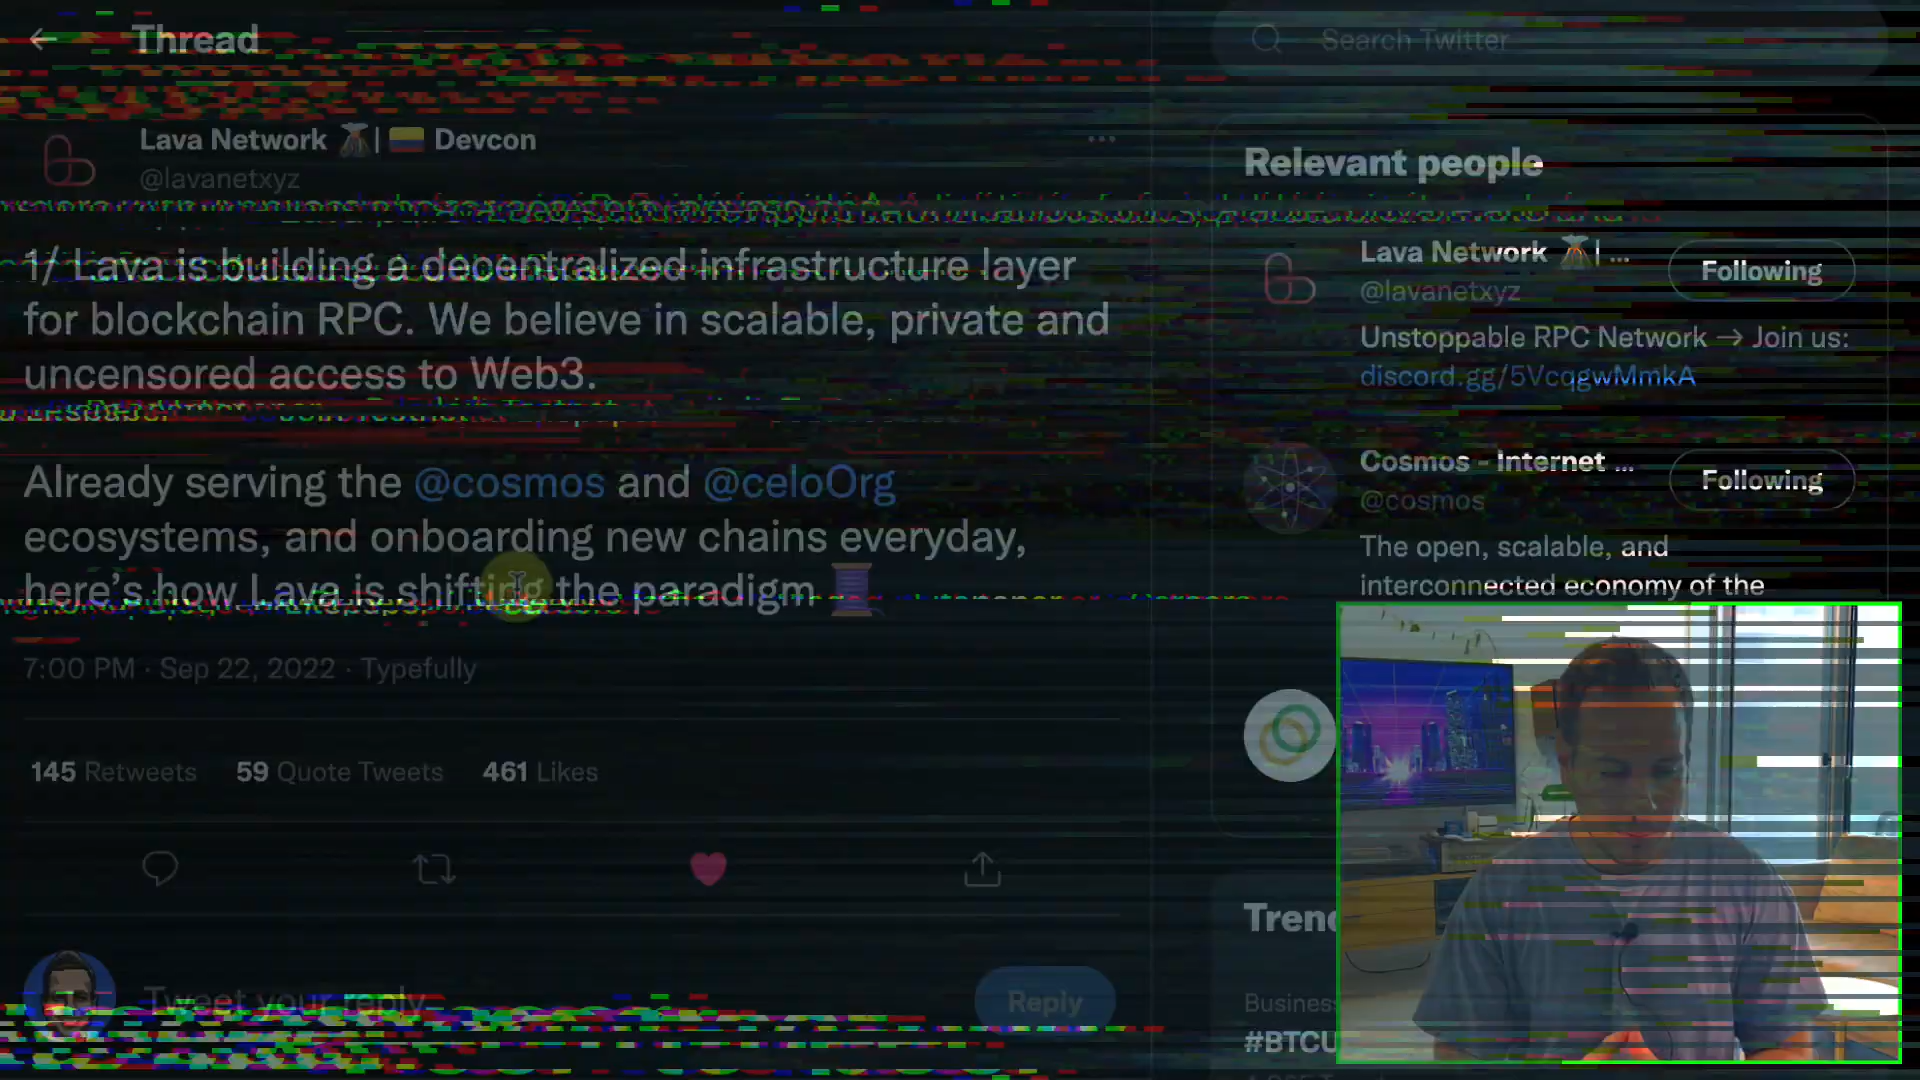 Thread
Search Twitter
Lava Network 🌋| 🇨🇴 Devcon
@lavanetxyz
1/ Lava is building a decentralized infrastructure layer
for blockchain RPC. We believe in scalable, private and
uncensored access to Web3.
Already serving the @cosmos and @celoOrg
ecosystems, and onboarding new chains everyday,
here's how Lava is shifting the paradigm 🧵
7:00 PM · Sep 22, 2022 · Typefully
145 Retweets 59 Quote Tweets 461 Likes
Tweet your reply
Reply
Relevant people
Lava Network 🌋| ...
@lavanetxyz
Following
Unstoppable RPC Network → Join us:
discord.gg/5VcqgwMmkA
Cosmos - Internet ...
@cosmos
Following
The open, scalable, and
interconnected economy of the
Trend
Business
#BTCU